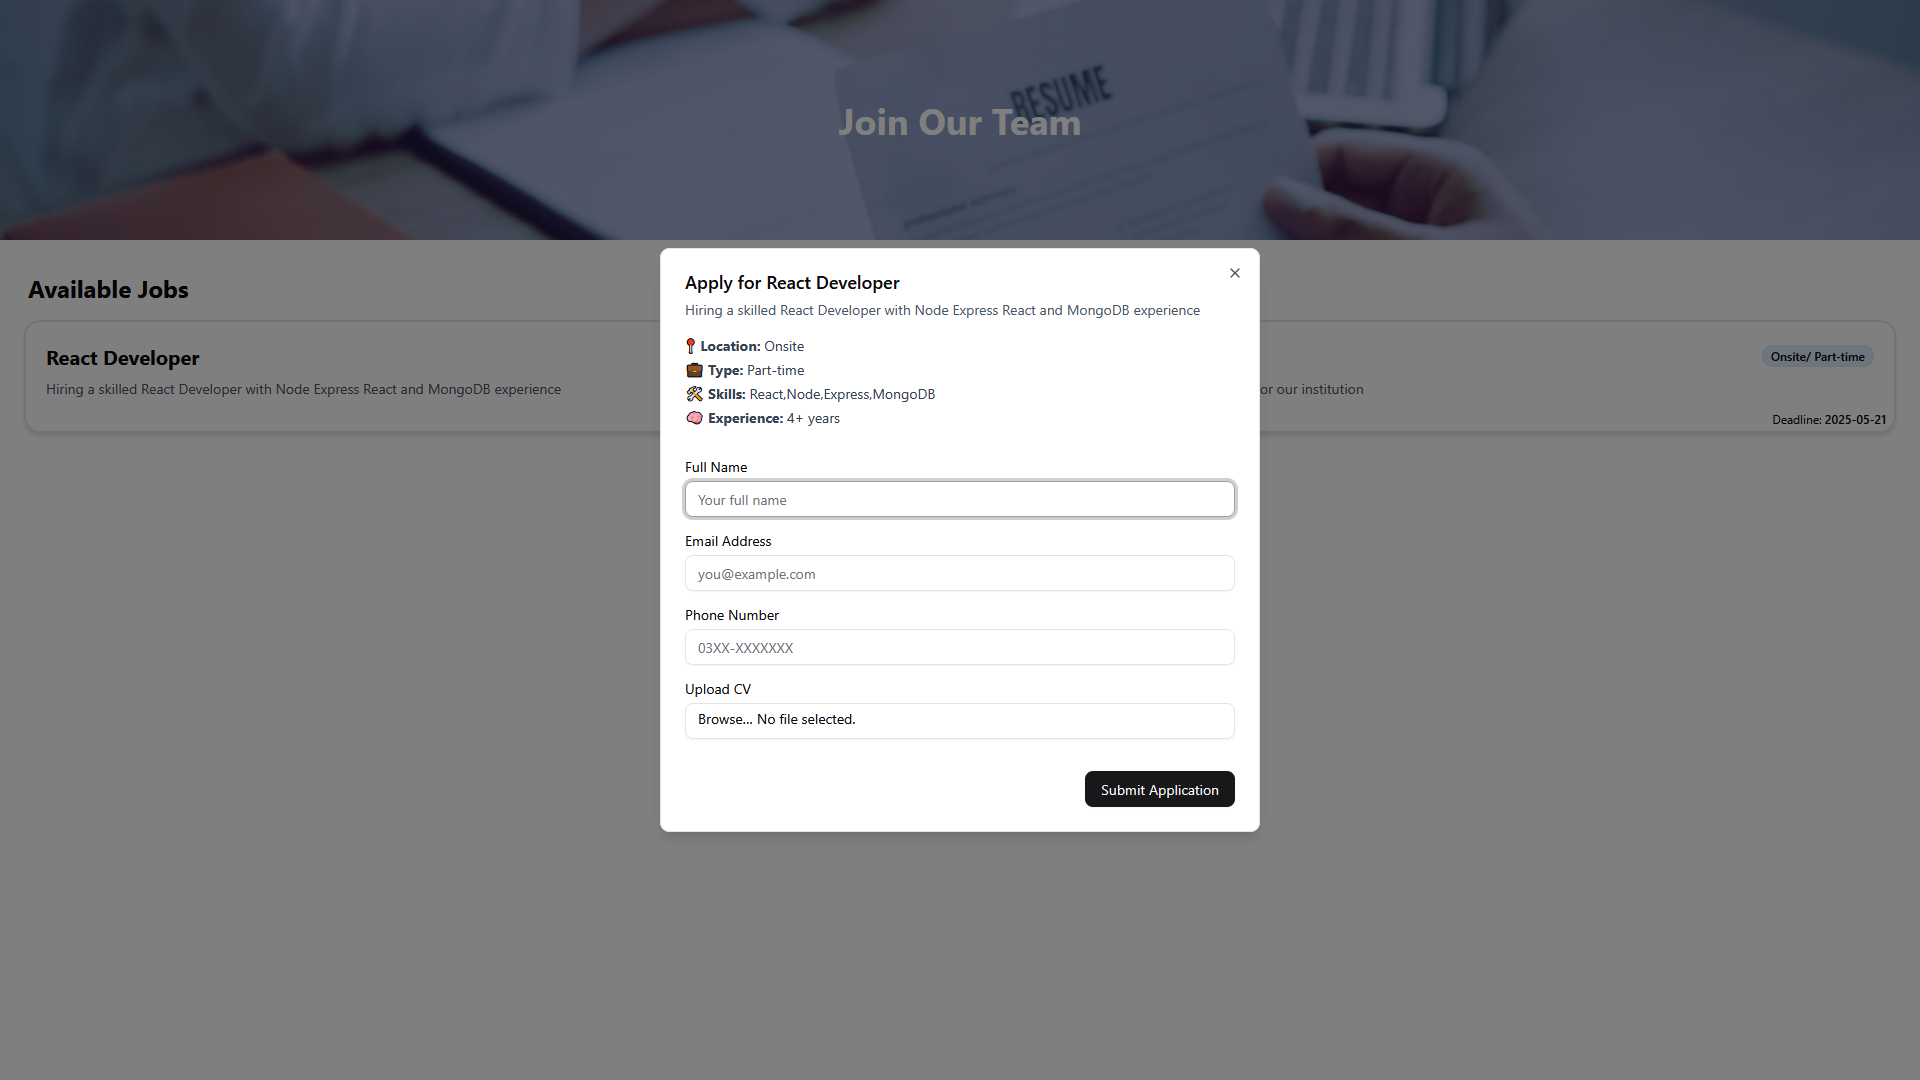 RESUME
Join Our Team
professional summary
Available Jobs
React Developer
Hiring a skilled React Developer with Node Express React and MongoDB experience
Onsite/ Part-time
or our institution
Deadline: 2025-05-21
Apply for React Developer
Hiring a skilled React Developer with Node Express React and MongoDB experience
📍 Location: Onsite
💼 Type: Part-time
🛠 Skills: React,Node,Express,MongoDB
🧠 Experience: 4+ years
Full Name
Your full name
Email Address
you@example.com
Phone Number
03XX-XXXXXXX
Upload CV
Browse... No file selected.
Submit Application